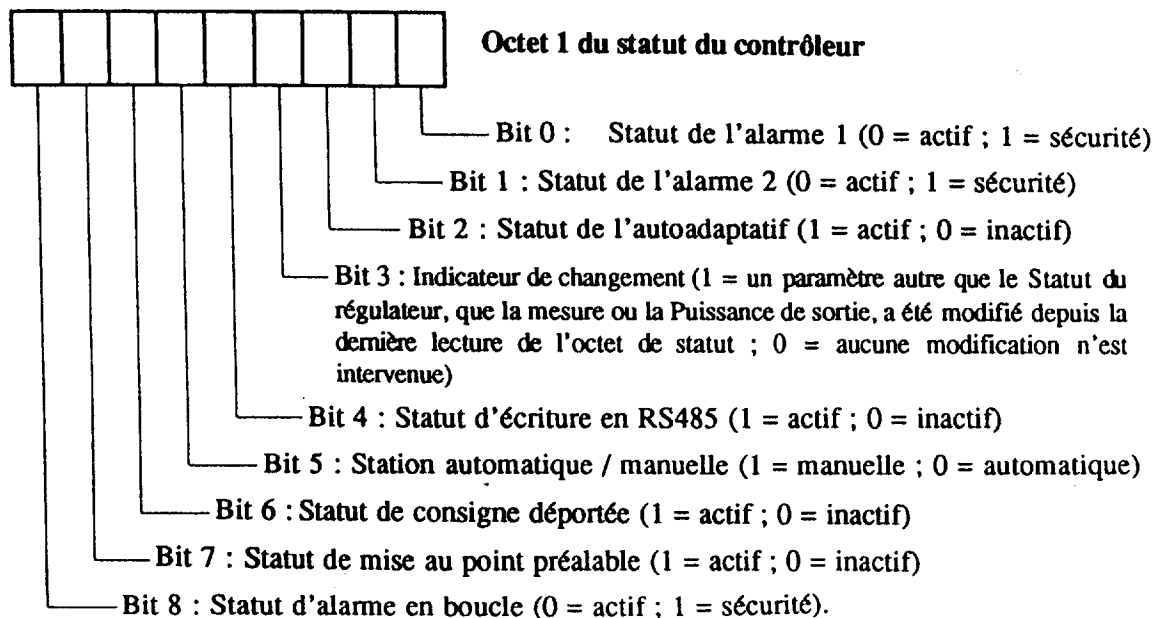 Octet 1 du statut du contrôleur
Bit 0 : Statut de l'alarme 1 (0 = actif ; 1 = sécurité)
Bit 1 : Statut de l'alarme 2 (0 = actif ; 1 = sécurité)
Bit 2 : Statut de l'autoadaptatif (1 = actif ; 0 = inactif)
Bit 3 : Indicateur de changement (1 = un paramètre autre que le Statut du
régulateur, que la mesure ou la Puissance de sortie, a été modifié depuis la
dernière lecture de l'octet de statut ; 0 = aucune modification n'est
intervenue)
Bit 4 : Statut d'écriture en RS485 (1 = actif ; 0 = inactif)
Bit 5 : Station automatique / manuelle (1 = manuelle ; 0 = automatique)
Bit 6 : Statut de consigne déportée (1 = actif ; 0 = inactif)
Bit 7 : Statut de mise au point préalable (1 = actif ; 0 = inactif)
Bit 8 : Statut d'alarme en boucle (0 = actif ; 1 = sécurité).